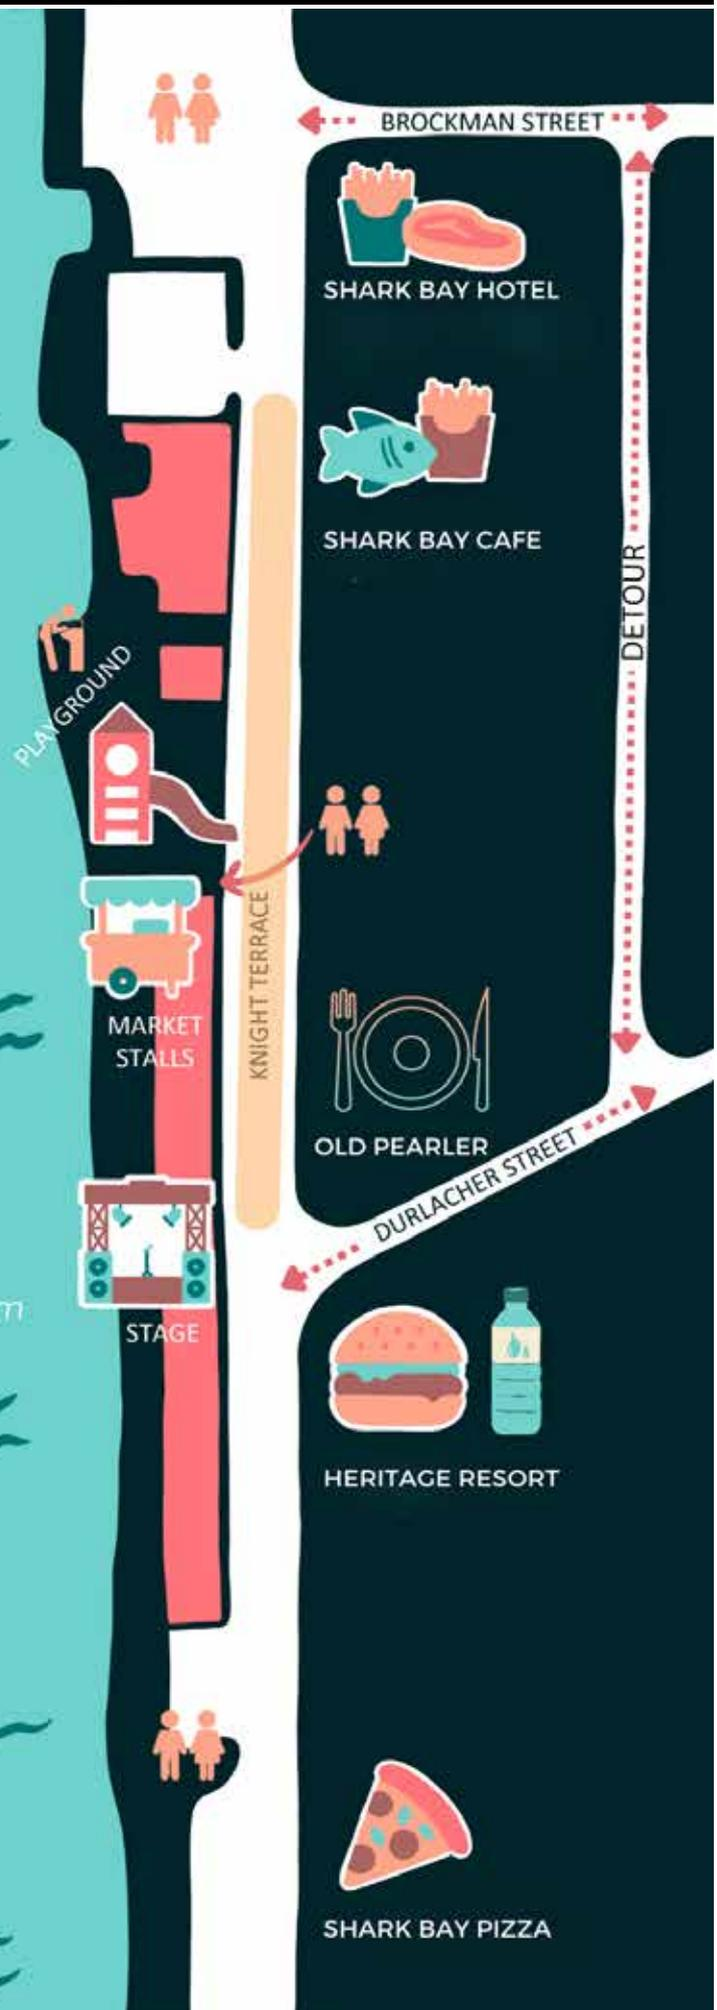 BROCKMAN STREET
SHARK BAY HOTEL
SHARK BAY CAFE
DETOUR
PLAYGROUND
KNIGHT TERRACE
MARKET
STALLS
OLD PEARLER
DURLACHER STREET
STAGE
HERITAGE RESORT
SHARK BAY PIZZA